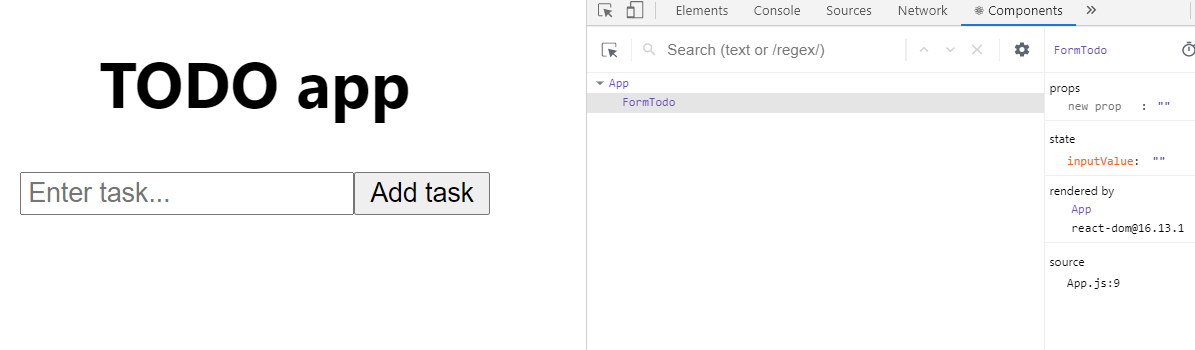 TODO app
Enter task...
Add task
Elements Console Sources Network Components »
Search (text or /regex/)
App
FormTodo
FormTodo
props
new prop : ""
state
inputValue: ""
rendered by
App
react-dom@16.13.1
source
App.js:9